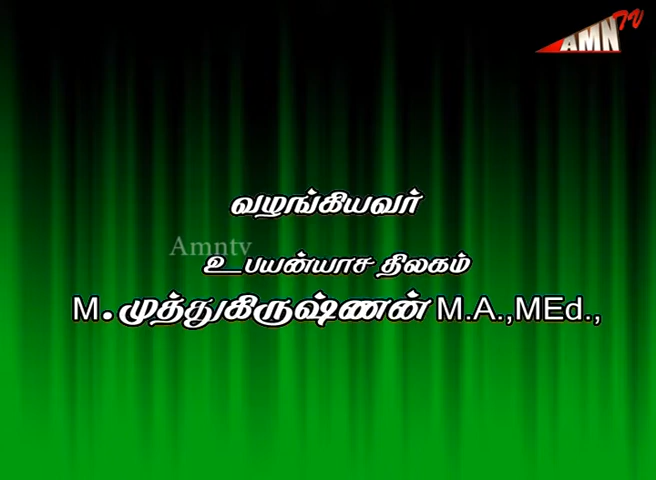 AMN TV
வழங்கியவர்
Amntv
உபயன்யாச திலகம்
M. முத்துகிருஷ்ணன் M.A.,MEd.,